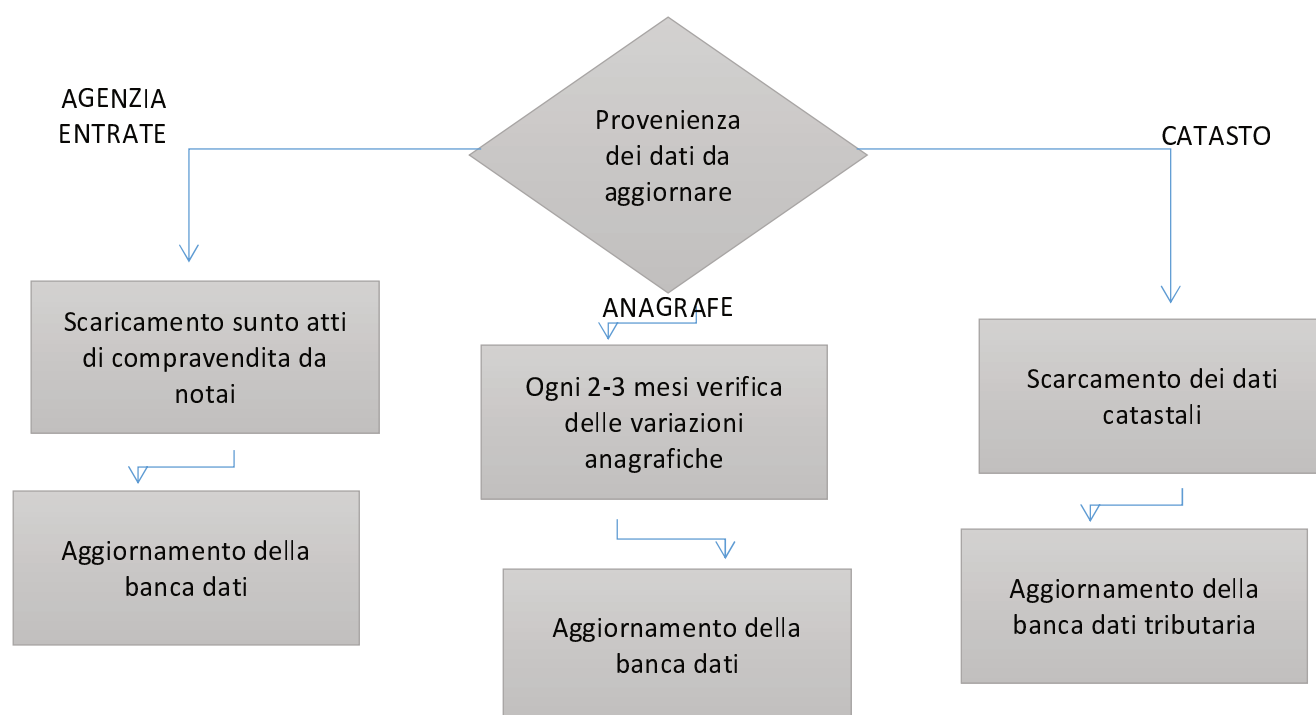 AGENZIA
ENTRATE
Provenienza
dei dati da
aggiornare
CATASTO
ANAGRAFE
Scaricamento sunto atti
di compravendita da
notai
Ogni 2-3 mesi verifica
delle variazioni
anagrafiche
Scarcamento dei dati
catastali
Aggiornamento della
banca dati
Aggiornamento della
banca dati
Aggiornamento della
banca dati tributaria